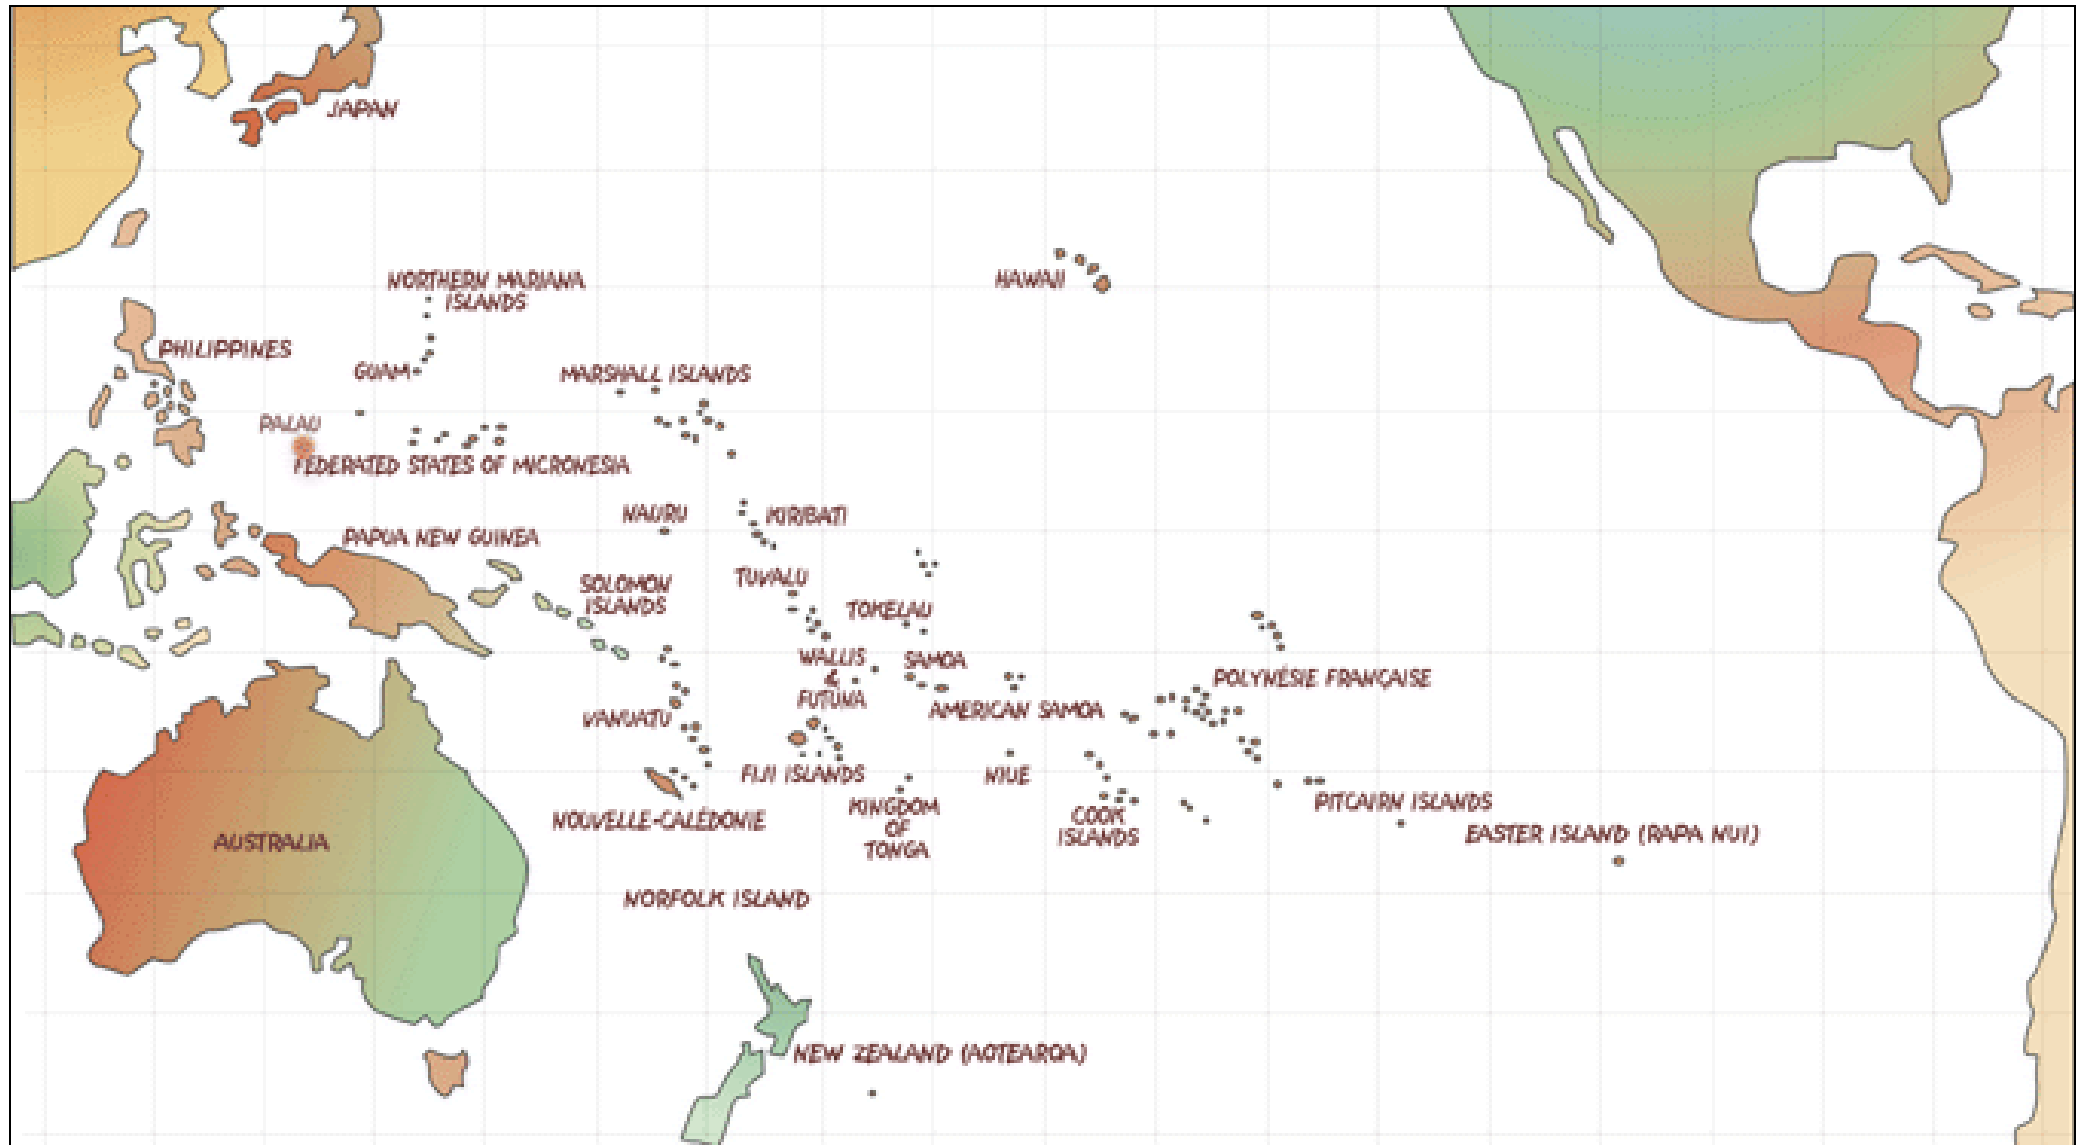 JAPAN
NORTHERN MARIANA
ISLANDS
HAWAII
PHILIPPINES
GUAM
MARSHALL ISLANDS
PALAU
FEDERATED STATES OF MICRONESIA
NAURU
KIRIBATI
PAPUA NEW GUINEA
SOLOMON
ISLANDS
TUVALU
TOKELAU
WALLIS
&
FUTUNA
SAMOA
POLYNÉSIE FRANÇAISE
AMERICAN SAMOA
VANUATU
FIJI ISLANDS
NIUE
NOUVELLE-CALÉDONIE
KINGDOM
OF
TONGA
COOK
ISLANDS
PITCAIRN ISLANDS
EASTER ISLAND (RAPA NUI)
AUSTRALIA
NORFOLK ISLAND
NEW ZEALAND (AOTEAROA)